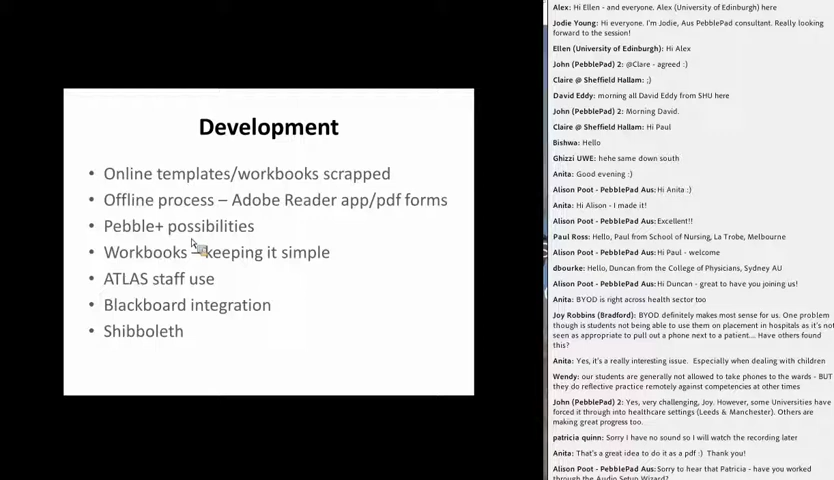 Development
• Online templates/workbooks scrapped
• Offline process – Adobe Reader app/pdf forms
• Pebble+ possibilities
• Workbooks – keeping it simple
• ATLAS staff use
• Blackboard integration
• Shibboleth
Alex: Hi Ellen - and everyone. Alex (University of Edinburgh) here
Jodie Young: Hi everyone. I'm Jodie, Aus PebblePad consultant. Really looking
forward to the session!
Ellen (University of Edinburgh): Hi Alex
John (PebblePad) 2: @Clare - agreed :)
Claire @ Sheffield Hallam: ;)
David Eddy: morning all David Eddy from SHU here
John (PebblePad) 2: Morning David.
Claire @ Sheffield Hallam: Hi Paul
Bishwa: Hello
Ghizzi UWE: hehe same down south
Anita: Good evening :)
Alison Poot - PebblePad Aus: Hi Anita :)
Anita: Hi Alison - I made it!
Alison Poot - PebblePad Aus: Excellent!!
Paul Ross: Hello, Paul from School of Nursing, La Trobe, Melbourne
Alison Poot - PebblePad Aus: Hi Paul - welcome
dbourke: Hello, Duncan from the College of Physicians, Sydney AU
Alison Poot - PebblePad Aus: Hi Duncan - great to have you joining us!
Anita: BYOD is right across health sector too
Joy Robbins (Bradford): BYOD definitely makes most sense for us. One problem
though is students not being able to use them on placement in hospitals as it's not
seen as appropriate to pull out a phone next to a patient.... Have others found
this?
Anita: Yes, it's a really interesting issue. Especially when dealing with children
Wendy: our students are generally not allowed to take phones to the wards - BUT
they do reflective practice remotely against competencies at other times
John (PebblePad) 2: Yes, very challenging, Joy. However, some Universities have
forced it through into healthcare settings (Leeds & Manchester). Others are
making great progress too.
patricia quinn: Sorry I have no sound so I will watch the recording later
Anita: That's a great idea to do it as a pdf :) Thank you!
Alison Poot - PebblePad Aus: Sorry to hear that Patricia - have you worked
through the Audio Setup Wizard?